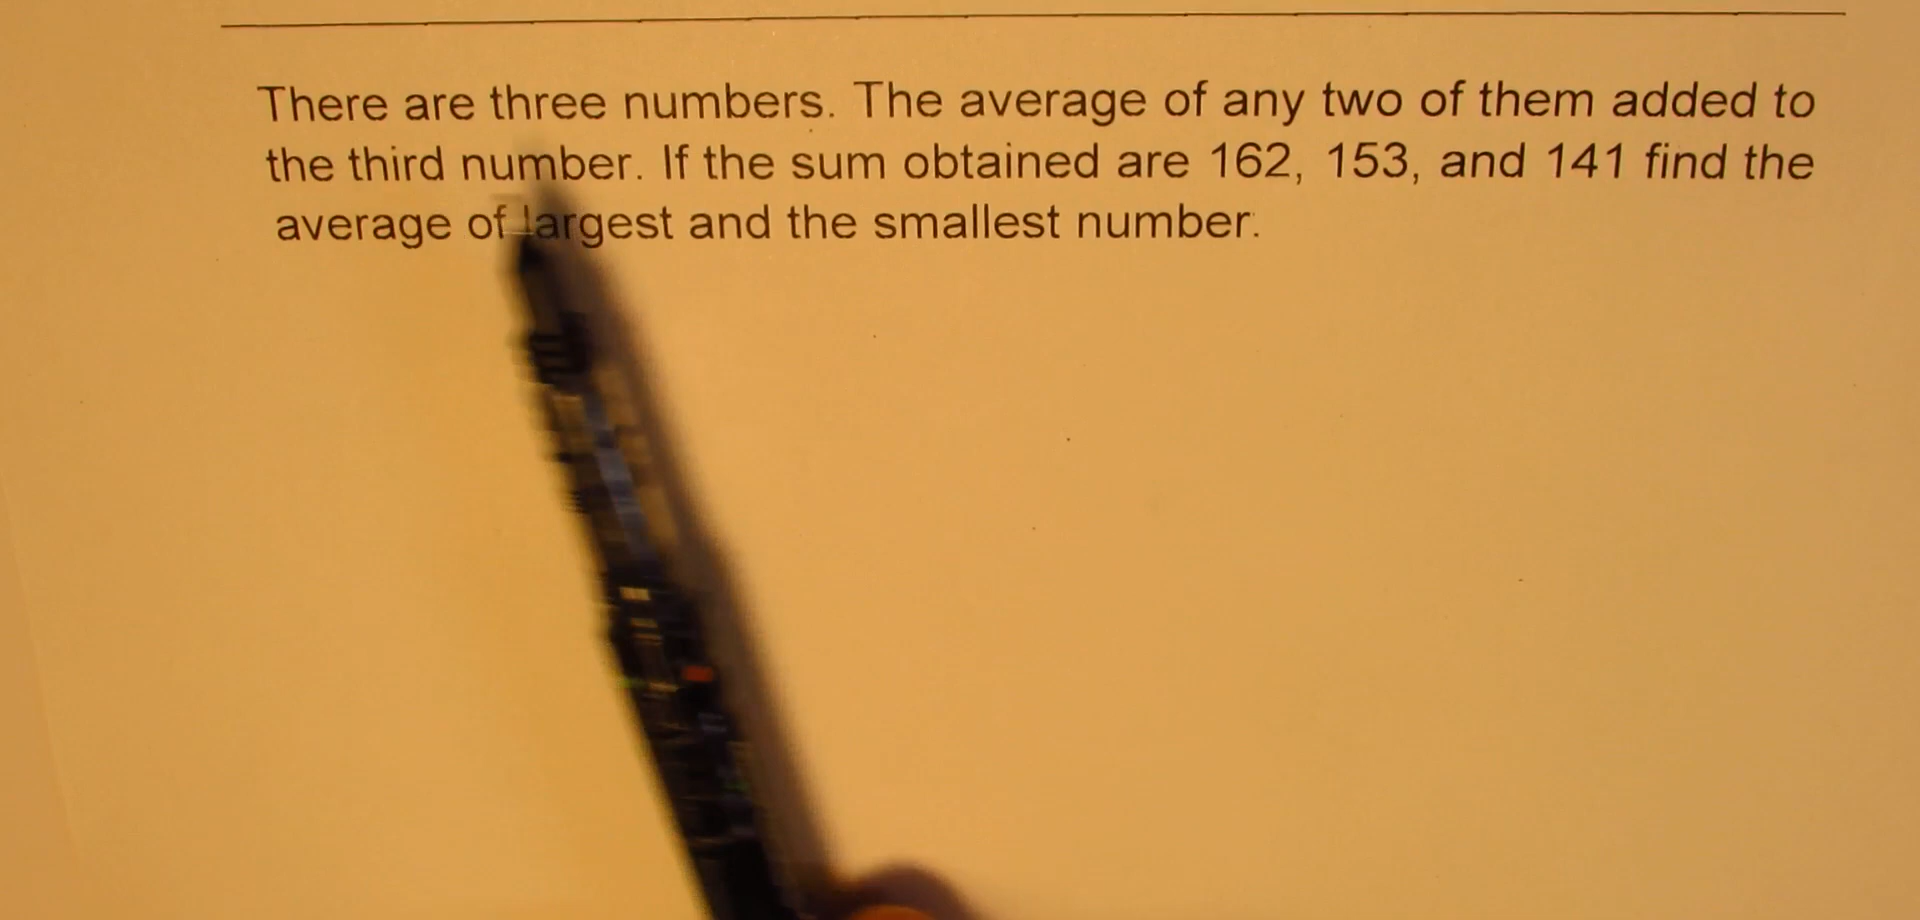 There are three numbers. The average of any two of them added to
the third number. If the sum obtained are 162, 153, and 141 find the
average of largest and the smallest number.